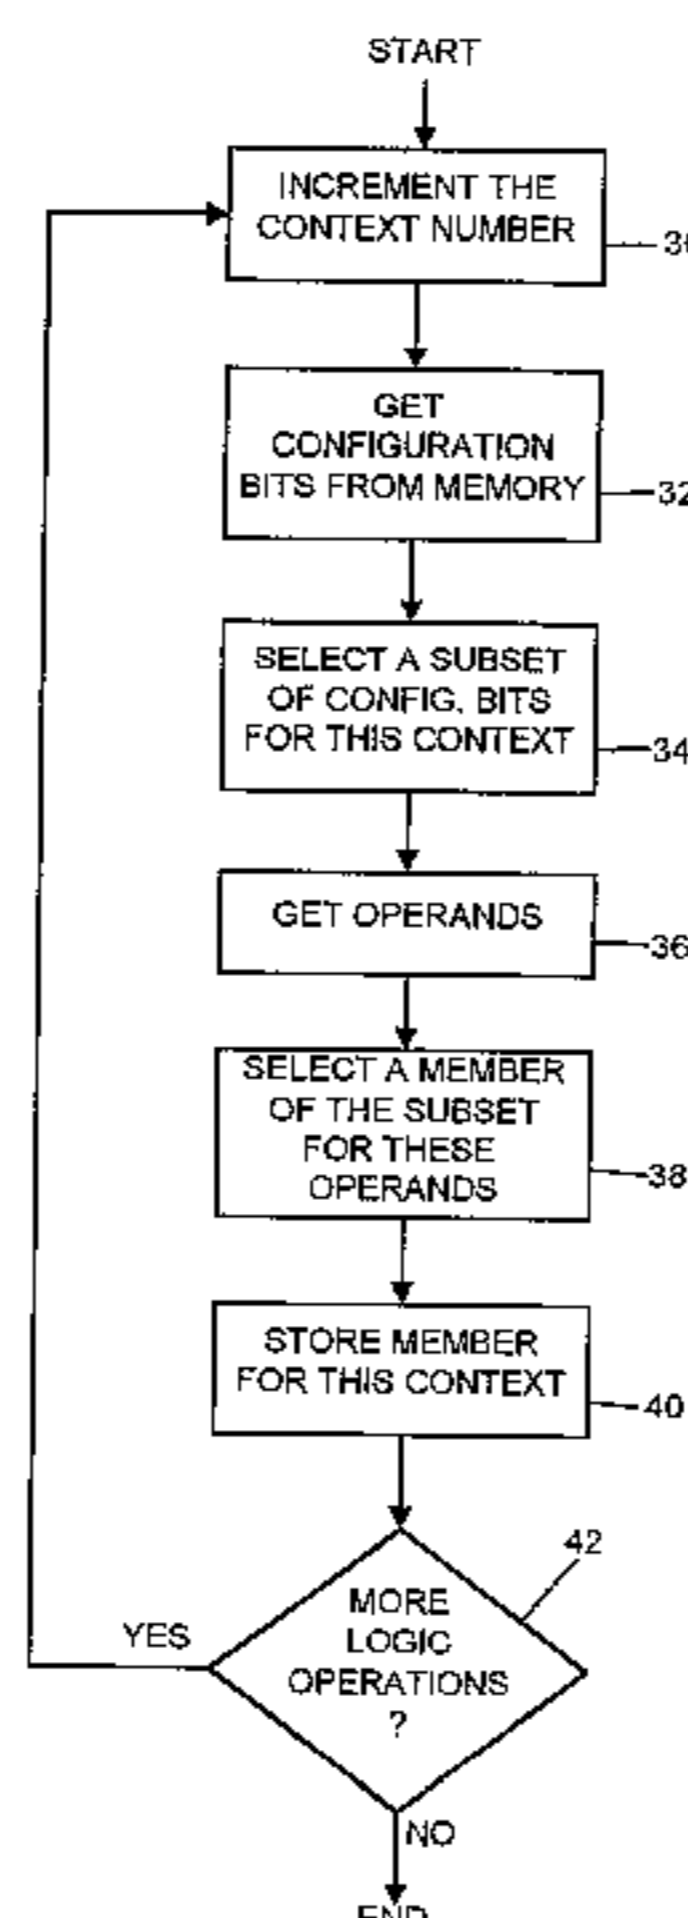 START
INCREMENT THE
CONTEXT NUMBER
30
GET
CONFIGURATION
BITS FROM MEMORY
32
SELECT A SUBSET
OF CONFIG. BITS
FOR THIS CONTEXT
34
GET OPERANDS
36
SELECT A MEMBER
OF THE SUBSET
FOR THESE
OPERANDS
38
STORE MEMBER
FOR THIS CONTEXT
40
42
MORE
LOGIC
OPERATIONS
?
YES
NO
END